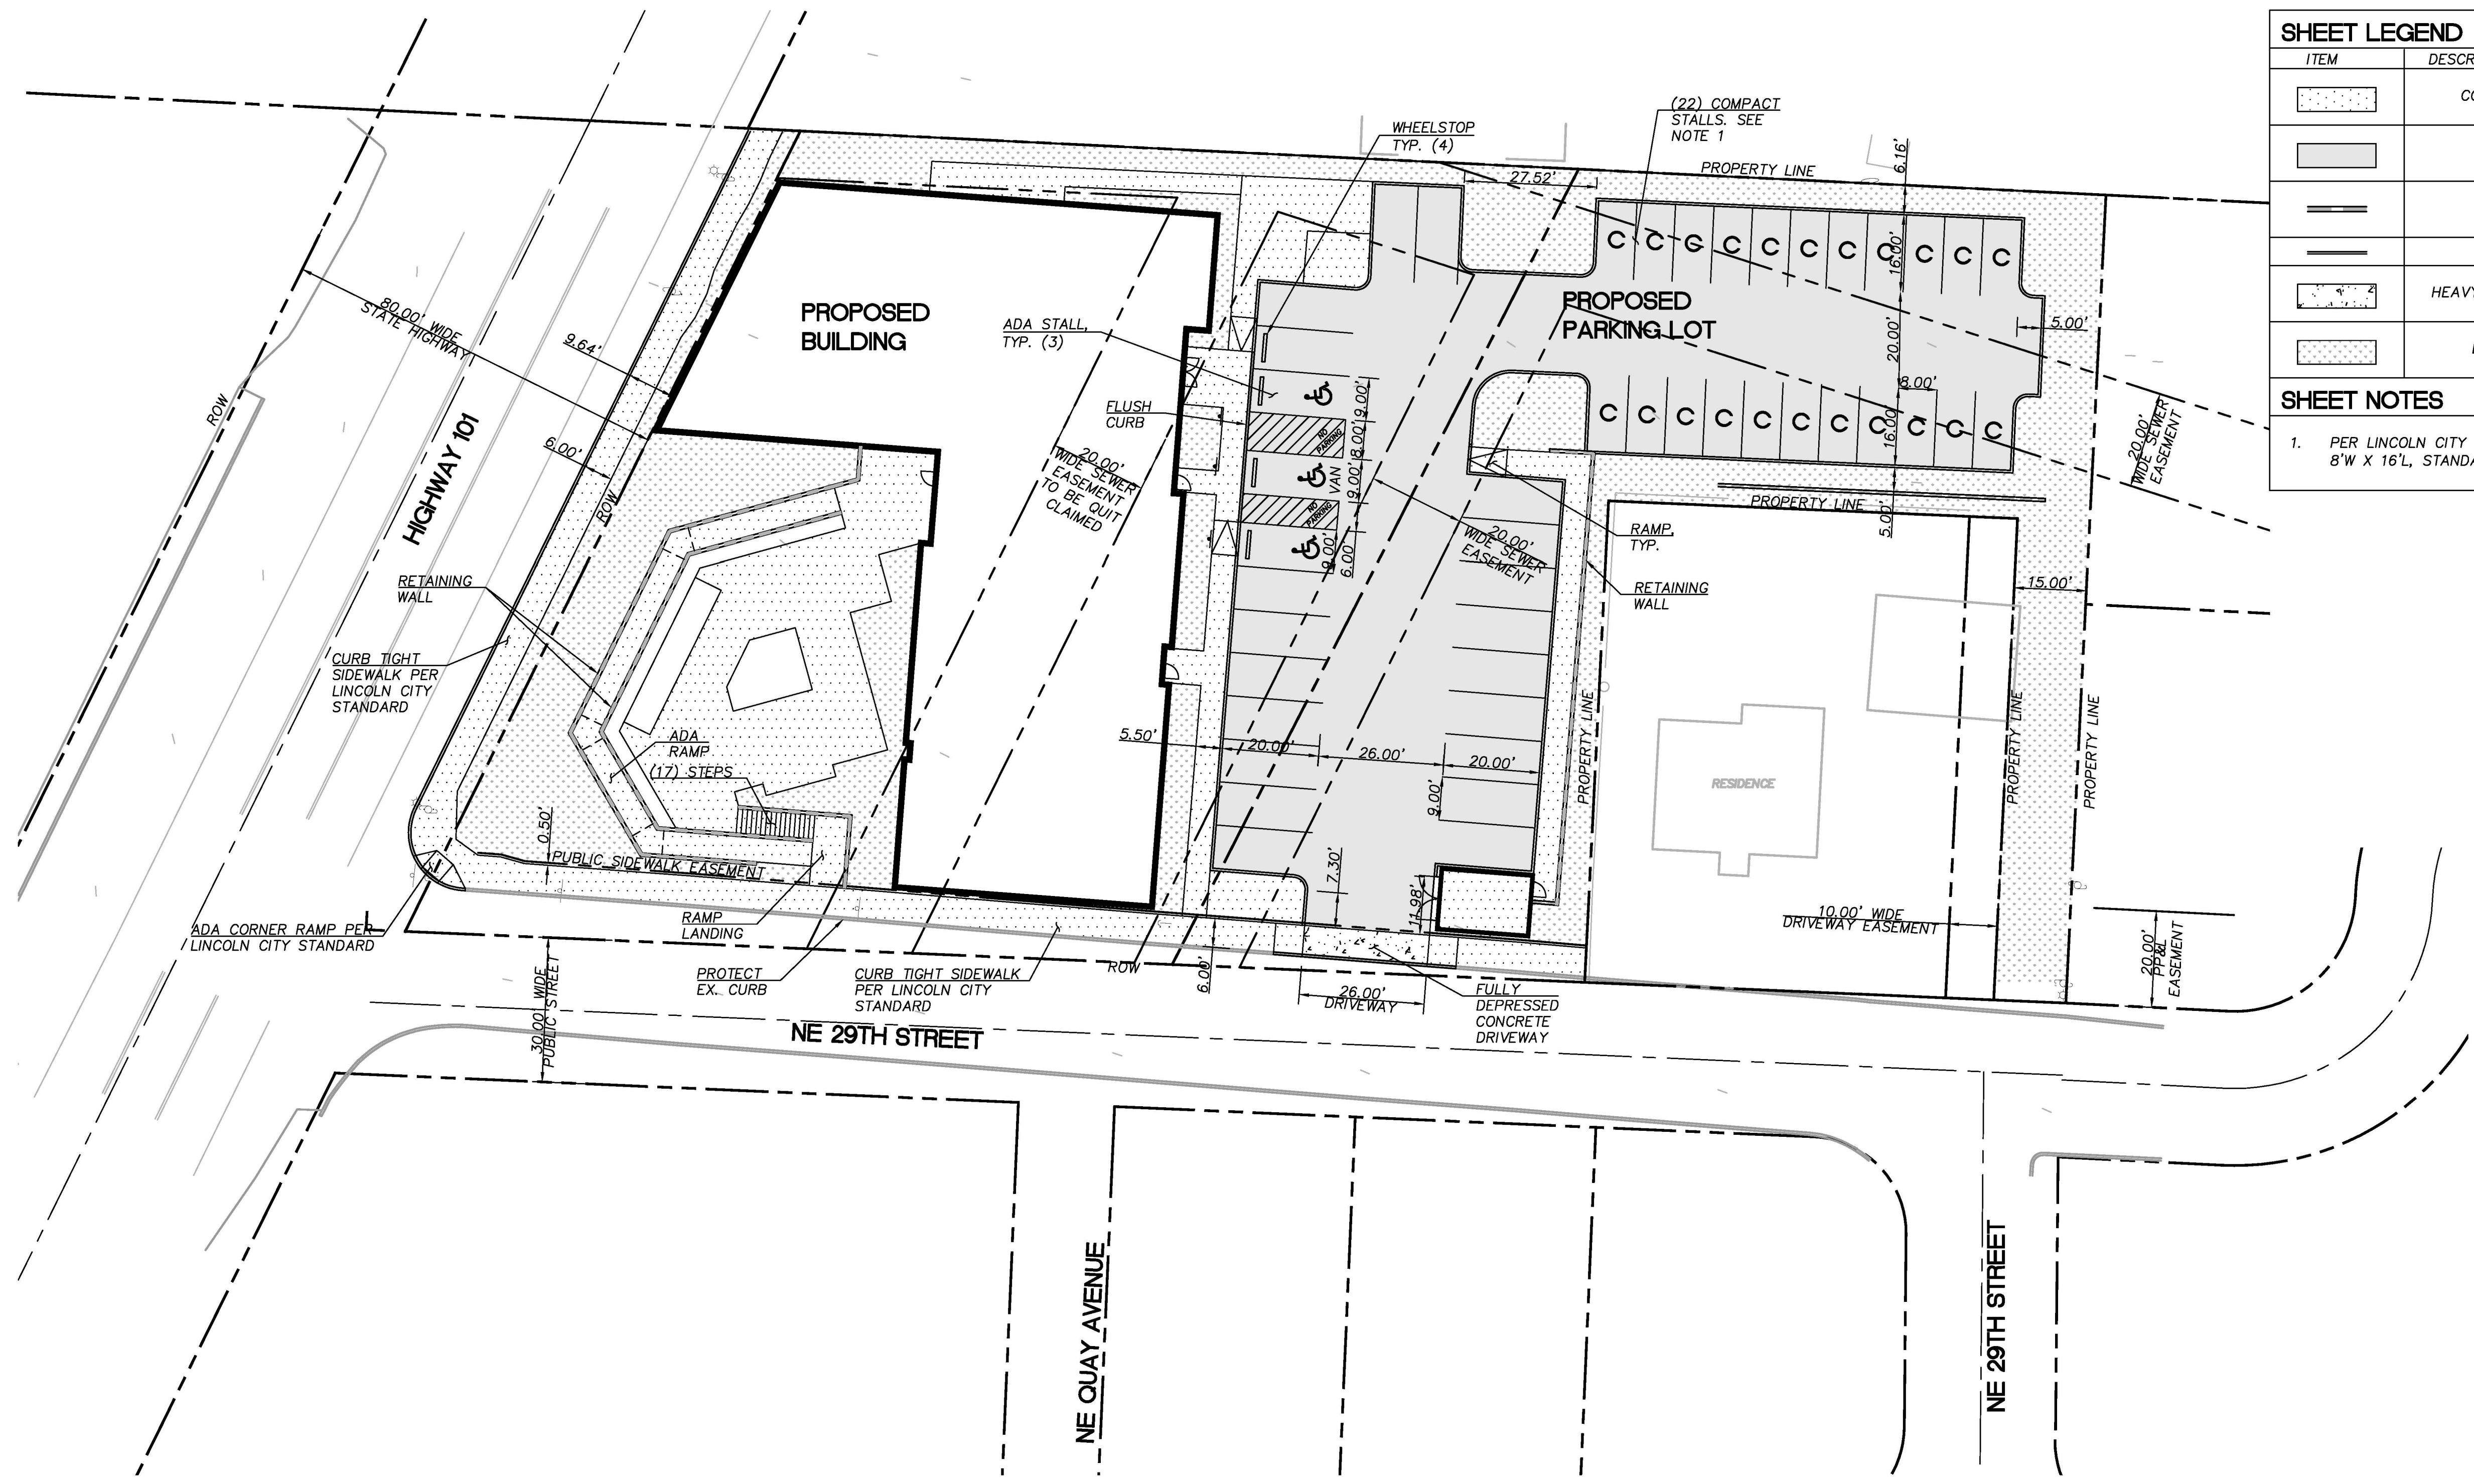 SHEET LEGEND
ITEM
DESCR
CO
HEAVY
SHEET NOTES
1. PER LINCOLN CITY
8'W X 16'L, STANDA
(22) COMPACT
STALLS. SEE
NOTE 1
WHEELSTOP
TYP. (4)
27.52'
PROPERTY LINE
6.16'
C C C C C C C C C C C
16.00'
PROPOSED
BUILDING
PROPOSED
PARKING LOT
ADA STALL,
TYP. (3)
80.00' WIDE
STATE HIGHWAY
9.64'
5.00'
20.00'
8.00'
ROW
HIGHWAY 101
6.00'
ROW
FLUSH
CURB
9.00'
NO
PARKING
8.00'
VAN
9.00'
NO
PARKING
9.00'
6.00'
C C C C C C C C C C C
16.00'
20.00'
WIDE SEWER
EASEMENT
20.00'
WIDE SEWER
EASEMENT
TO BE QUIT
CLAIMED
PROPERTY LINE
5.00'
20.00'
WIDE SEWER
EASEMENT
RAMP,
TYP.
RETAINING
WALL
RETAINING
WALL
15.00'
CURB TIGHT
SIDEWALK PER
LINCOLN CITY
STANDARD
ADA
RAMP
(17) STEPS
5.50'
20.00'
26.00'
20.00'
9.00'
PROPERTY LINE
RESIDENCE
PROPERTY LINE
PROPERTY LINE
0.50'
PUBLIC SIDEWALK EASEMENT
7.30'
11.98'
ADA CORNER RAMP PER
LINCOLN CITY STANDARD
RAMP
LANDING
10.00' WIDE
DRIVEWAY EASEMENT
20.00'
PP&L
EASEMENT
30.00' WIDE
PUBLIC STREET
PROTECT
EX. CURB
CURB TIGHT SIDEWALK
PER LINCOLN CITY
STANDARD
ROW
6.00'
26.00'
DRIVEWAY
FULLY
DEPRESSED
CONCRETE
DRIVEWAY
NE 29TH STREET
NE QUAY AVENUE
NE 29TH STREET